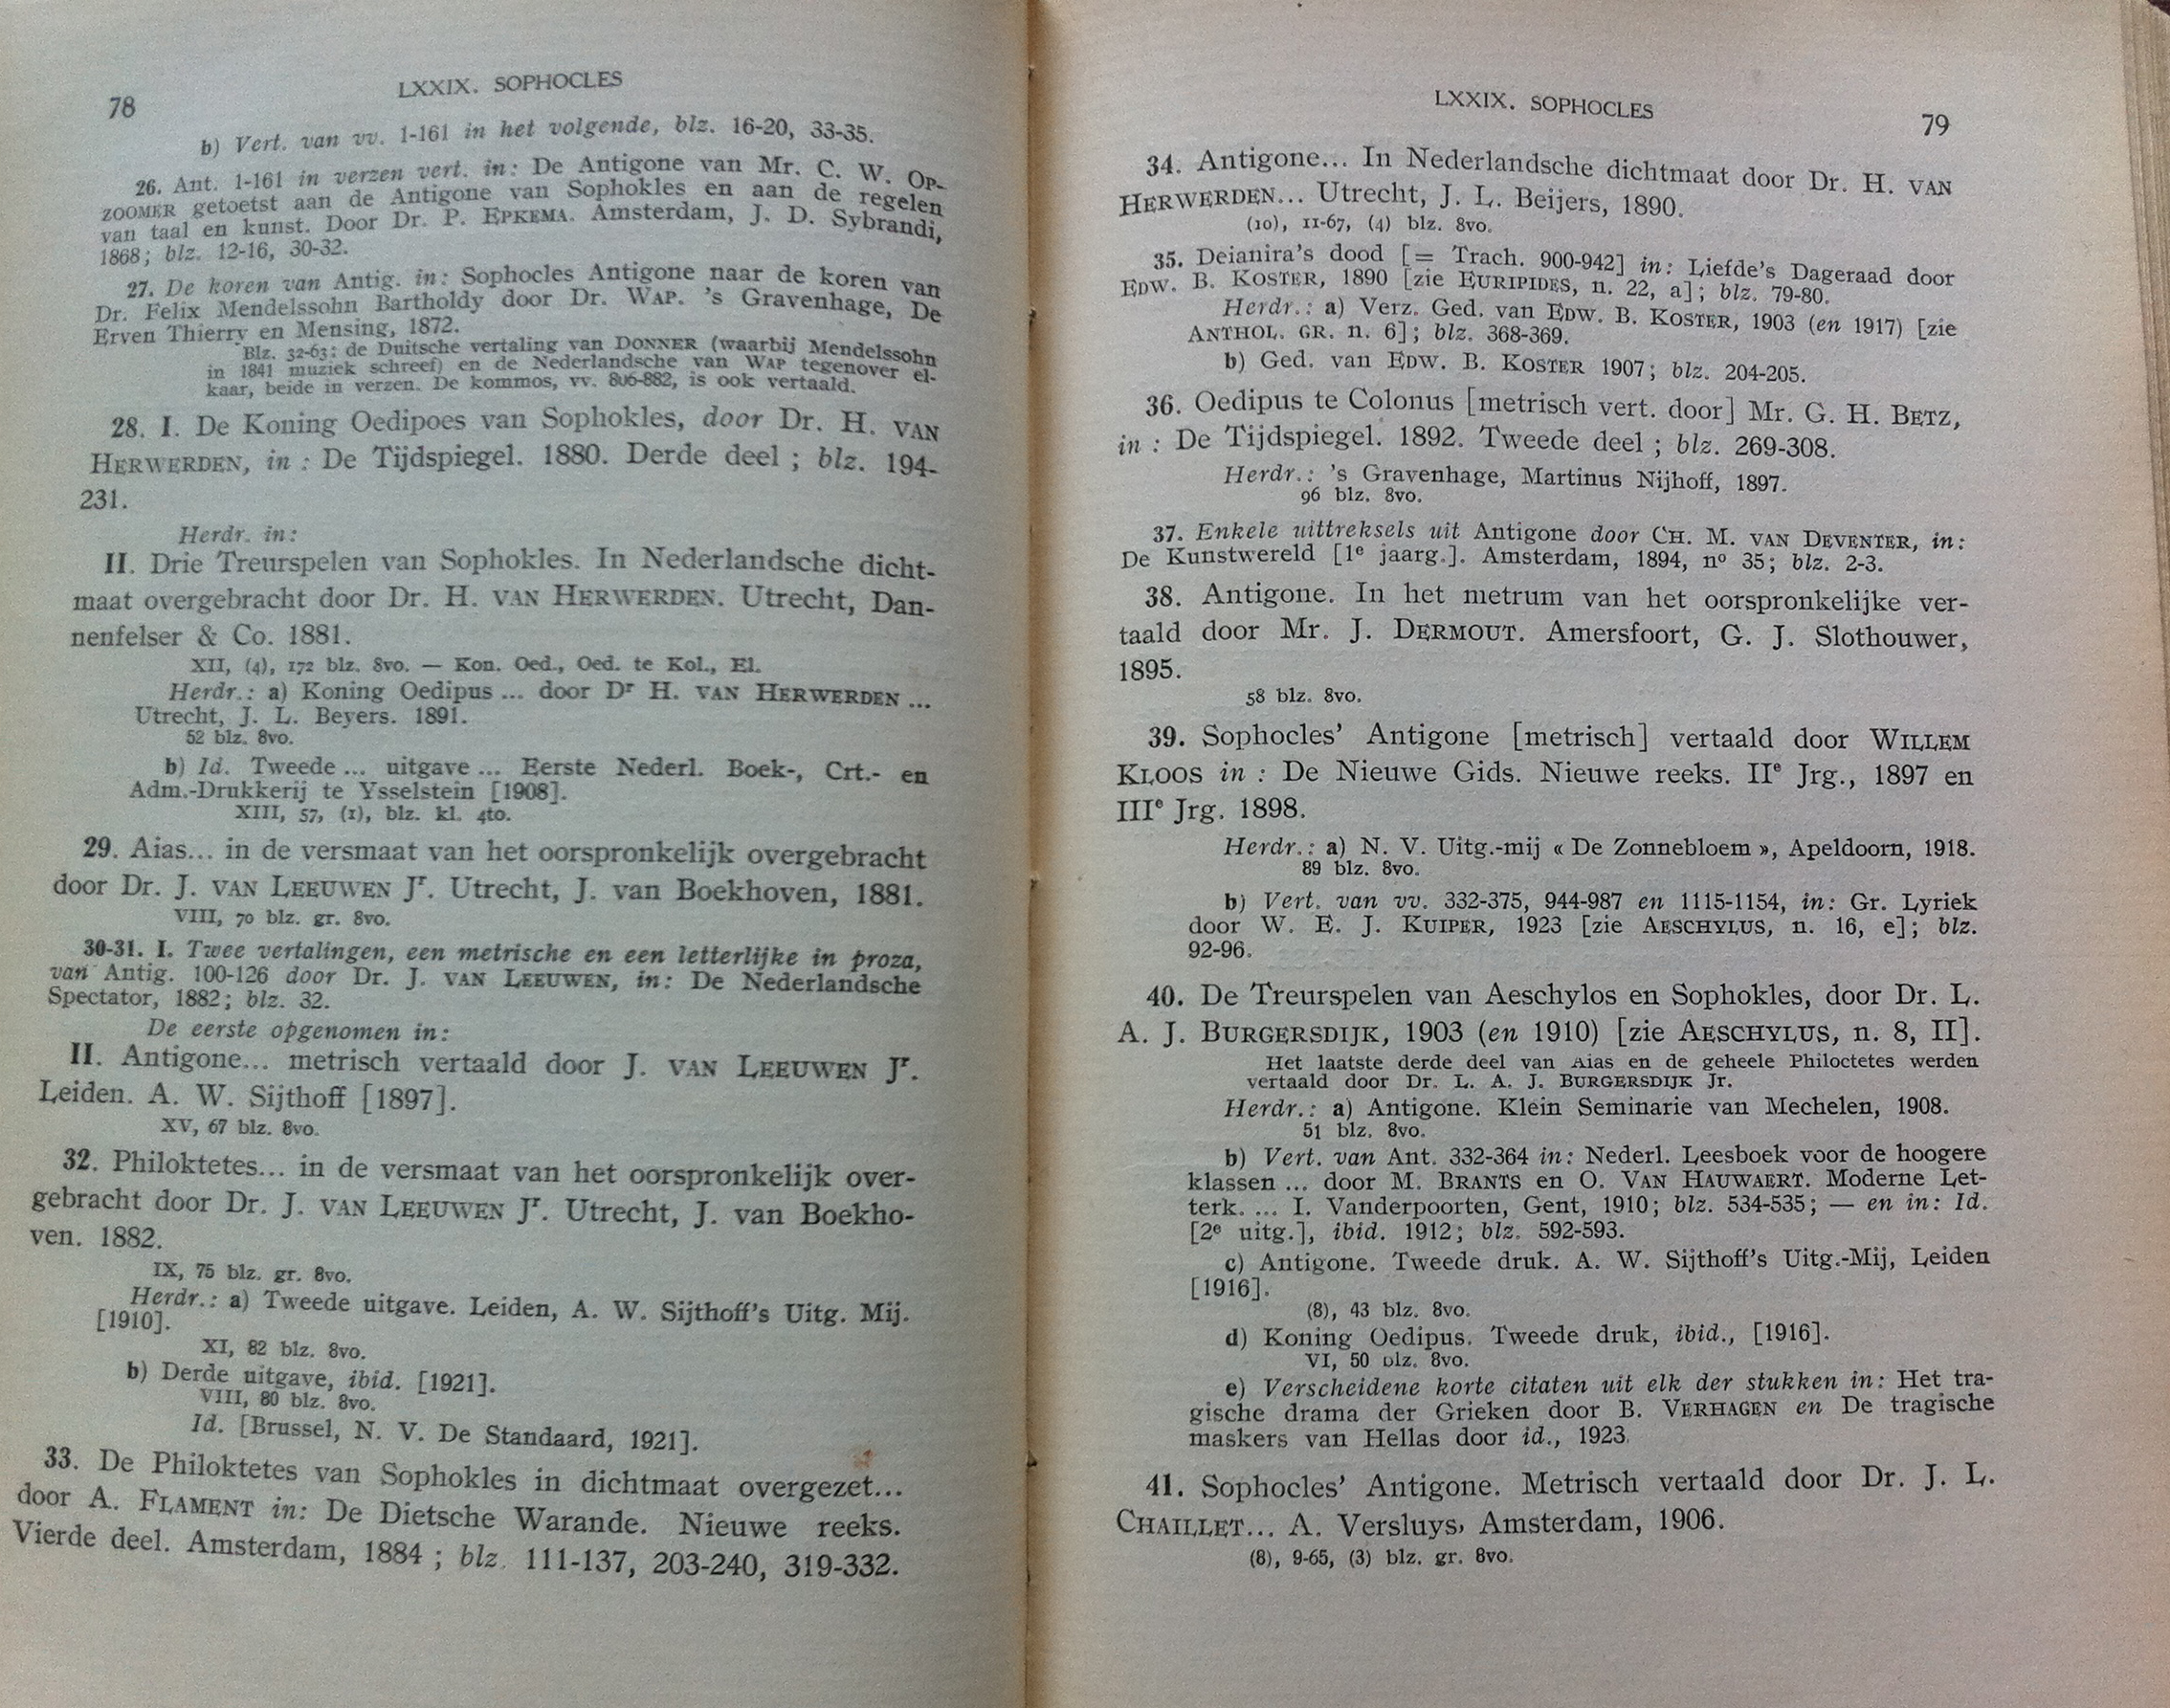 78
LXXIX. SOPHOCLES
b) Vert. van vv. 1-161 in het volgende, blz. 16-20, 33-35.
26. Ant. 1-161 in verzen vert. in: De Antigone van Mr. C. W. OP-
ZOOMER getoetst aan de Antigone van Sophokles en aan de regelen
van taal en kunst. Door Dr. P. EPKEMA. Amsterdam, J. D. Sybrandi,
1868; blz. 12-16, 30-32.
27. De koren van Antig. in: Sophocles Antigone naar de koren van
Dr. Felix Mendelssohn Bartholdy door Dr. WAP. 's Gravenhage, De
Erven Thierry en Mensing, 1872.
Blz. 32-63: de Duitsche vertaling van DONNER (waarbij Mendelssohn
in 1841 muziek schreef) en de Nederlandsche van WAP tegenover el-
kaar, beide in verzen. De kommos, vv. 806-882, is ook vertaald.
28. I. De Koning Oedipoes van Sophokles, door Dr. H. VAN
HERWERDEN, in : De Tijdspiegel. 1880. Derde deel ; blz. 194-
231.
Herdr. in:
II. Drie Treurspelen van Sophokles. In Nederlandsche dicht-
maat overgebracht door Dr. H. VAN HERWERDEN. Utrecht, Dan-
nenfelser & Co. 1881.
XII, (4), 172 blz. 8vo. — Kon. Oed., Oed. te Kol., El.
Herdr.: a) Koning Oedipus ... door Dr H. VAN HERWERDEN ...
Utrecht, J. L. Beyers. 1891.
52 blz. 8vo.
b) Id. Tweede ... uitgave ... Eerste Nederl. Boek-, Crt.- en
Adm.-Drukkerij te Ysselstein [1908].
XIII, 57, (1), blz. kl. 4to.
29. Aias... in de versmaat van het oorspronkelijk overgebracht
door Dr. J. VAN LEEUWEN Jr. Utrecht, J. van Boekhoven, 1881.
VIII, 70 blz. gr. 8vo.
30-31. I. Twee vertalingen, een metrische en een letterlijke in proza,
van Antig. 100-126 door Dr. J. VAN LEEUWEN, in: De Nederlandsche
Spectator, 1882; blz. 32.
De eerste opgenomen in:
II. Antigone... metrisch vertaald door J. VAN LEEUWEN Jr.
Leiden. A. W. Sijthoff [1897].
XV, 67 blz. 8vo.
32. Philoktetes... in de versmaat van het oorspronkelijk over-
gebracht door Dr. J. VAN LEEUWEN Jr. Utrecht, J. van Boekho-
ven. 1882.
IX, 75 blz. gr. 8vo.
Herdr.: a) Tweede uitgave. Leiden, A. W. Sijthoff's Uitg. Mij.
[1910].
XI, 82 blz. 8vo.
b) Derde uitgave, ibid. [1921].
VIII, 80 blz. 8vo.
Id. [Brussel, N. V. De Standaard, 1921].
33. De Philoktetes van Sophokles in dichtmaat overgezet...
door A. FLAMENT in: De Dietsche Warande. Nieuwe reeks.
Vierde deel. Amsterdam, 1884 ; blz. 111-137, 203-240, 319-332.
LXXIX. SOPHOCLES
79
34. Antigone... In Nederlandsche dichtmaat door Dr. H. VAN
HERWERDEN... Utrecht, J. L. Beijers, 1890.
(10), 11-67, (4) blz. 8vo.
35. Deianira's dood [= Trach. 900-942] in: Liefde's Dageraad door
EDW. B. KOSTER, 1890 [zie EURIPIDES, n. 22, a]; blz. 79-80.
Herdr.: a) Verz. Ged. van EDW. B. KOSTER, 1903 (en 1917) [zie
ANTHOL. GR. n. 6]; blz. 368-369.
b) Ged. van EDW. B. KOSTER 1907; blz. 204-205.
36. Oedipus te Colonus [metrisch vert. door] Mr. G. H. BETZ,
in : De Tijdspiegel. 1892. Tweede deel ; blz. 269-308.
Herdr.: 's Gravenhage, Martinus Nijhoff, 1897.
96 blz. 8vo.
37. Enkele uittreksels uit Antigone door CH. M. VAN DEVENTER, in:
De Kunstwereld [1e jaarg.]. Amsterdam, 1894, no 35; blz. 2-3.
38. Antigone. In het metrum van het oorspronkelijke ver-
taald door Mr. J. DERMOUT. Amersfoort, G. J. Slothouwer,
1895.
58 blz. 8vo.
39. Sophocles' Antigone [metrisch] vertaald door WILLEM
KLOOS in : De Nieuwe Gids. Nieuwe reeks. IIe Jrg., 1897 en
IIIe Jrg. 1898.
Herdr.: a) N. V. Uitg.-mij « De Zonnebloem », Apeldoorn, 1918.
89 blz. 8vo.
b) Vert. van vv. 332-375, 944-987 en 1115-1154, in: Gr. Lyriek
door W. E. J. KUIPER, 1923 [zie AESCHYLUS, n. 16, e]; blz.
92-96.
40. De Treurspelen van Aeschylos en Sophokles, door Dr. L.
A. J. BURGERSDIJK, 1903 (en 1910) [zie AESCHYLUS, n. 8, II].
Het laatste derde deel van Aias en de geheele Philoctetes werden
vertaald door Dr. L. A. J. BURGERSDIJK Jr.
Herdr.: a) Antigone. Klein Seminarie van Mechelen, 1908.
51 blz. 8vo.
b) Vert. van Ant. 332-364 in: Nederl. Leesboek voor de hoogere
klassen ... door M. BRANTS en O. VAN HAUWAERT. Moderne Let-
terk. ... I. Vanderpoorten, Gent, 1910; blz. 534-535; — en in: Id.
[2e uitg.], ibid. 1912; blz. 592-593.
c) Antigone. Tweede druk. A. W. Sijthoff's Uitg.-Mij, Leiden
[1916].
(8), 43 blz. 8vo.
d) Koning Oedipus. Tweede druk, ibid., [1916].
VI, 50 blz. 8vo.
e) Verscheidene korte citaten uit elk der stukken in: Het tra-
gische drama der Grieken door B. VERHAGEN en De tragische
maskers van Hellas door id., 1923.
41. Sophocles' Antigone. Metrisch vertaald door Dr. J. L.
CHAILLET... A. Versluys, Amsterdam, 1906.
(8), 9-65, (3) blz. gr. 8vo.